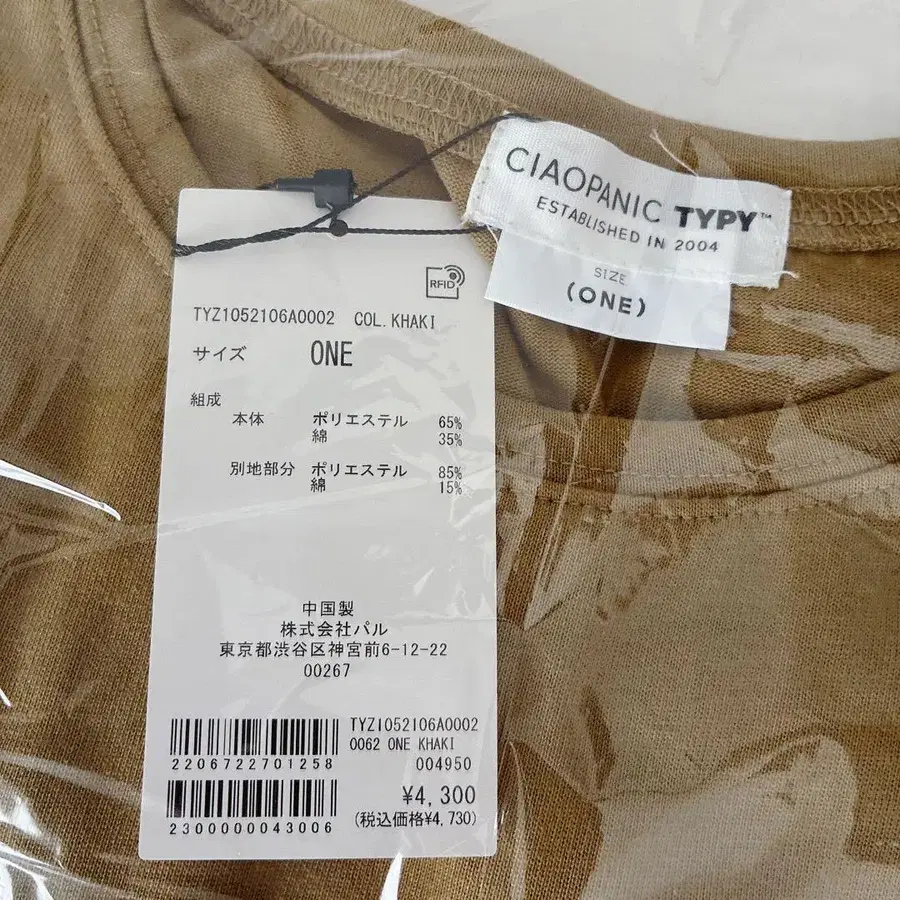 CIAOPANIC TYPY™
ESTABLISHED IN 2004
SIZE
(ONE)
RFID
TYZ1052106A0002 COL.KHAKI
サイズ ONE
組成
本体 ポリエステル 65%
綿 35%
別地部分 ポリエステル 85%
綿 15%
中国製
株式会社パル
東京都渋谷区神宮前6-12-22
00267
TYZ1052106A0002
0062 ONE KHAKI
2206722701258 004950
¥4,300
2300000043006 (税込価格¥4,730)